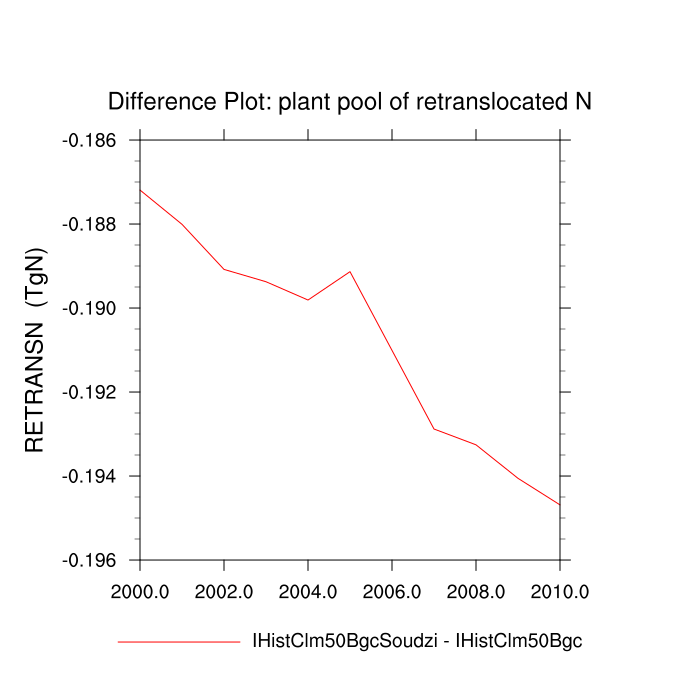 Difference Plot: plant pool of retranslocated N
RETRANSN (TgN)
-0.186
-0.188
-0.190
-0.192
-0.194
-0.196
2000.0 2002.0 2004.0 2006.0 2008.0 2010.0
IHistClm50BgcSoudzi - IHistClm50Bgc